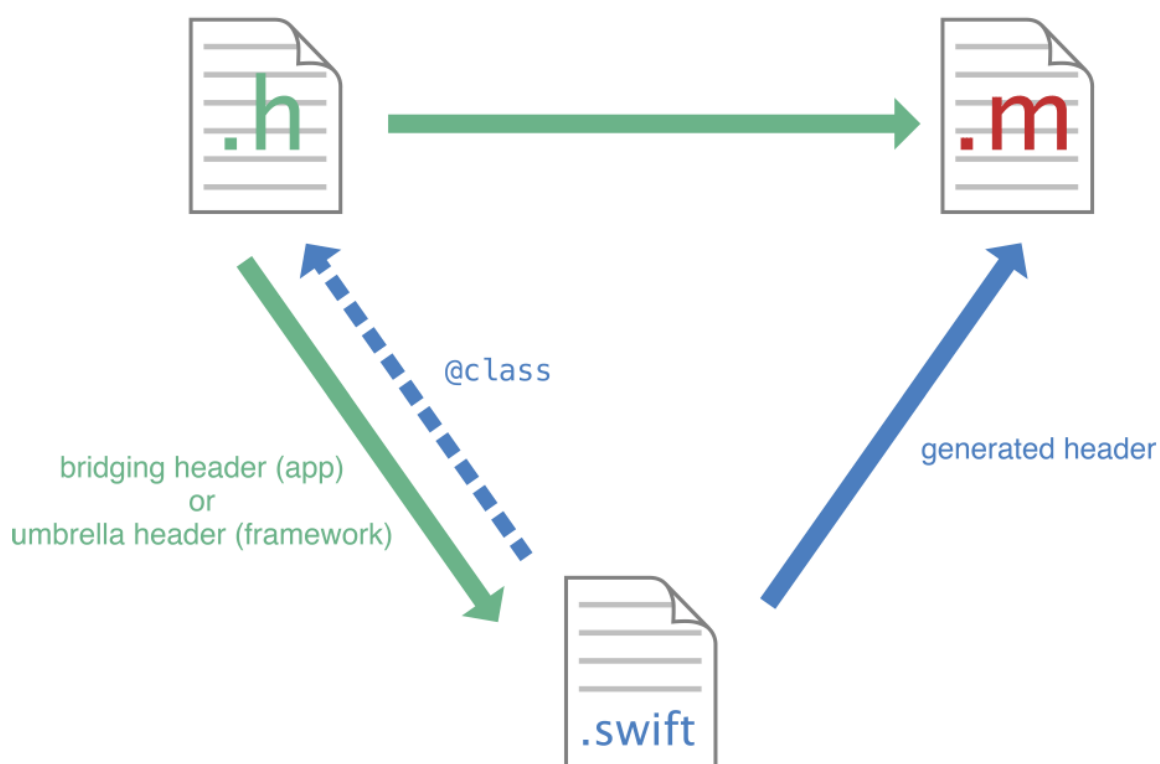 .h
.m
@class
generated header
bridging header (app)
or
umbrella header (framework)
.swift